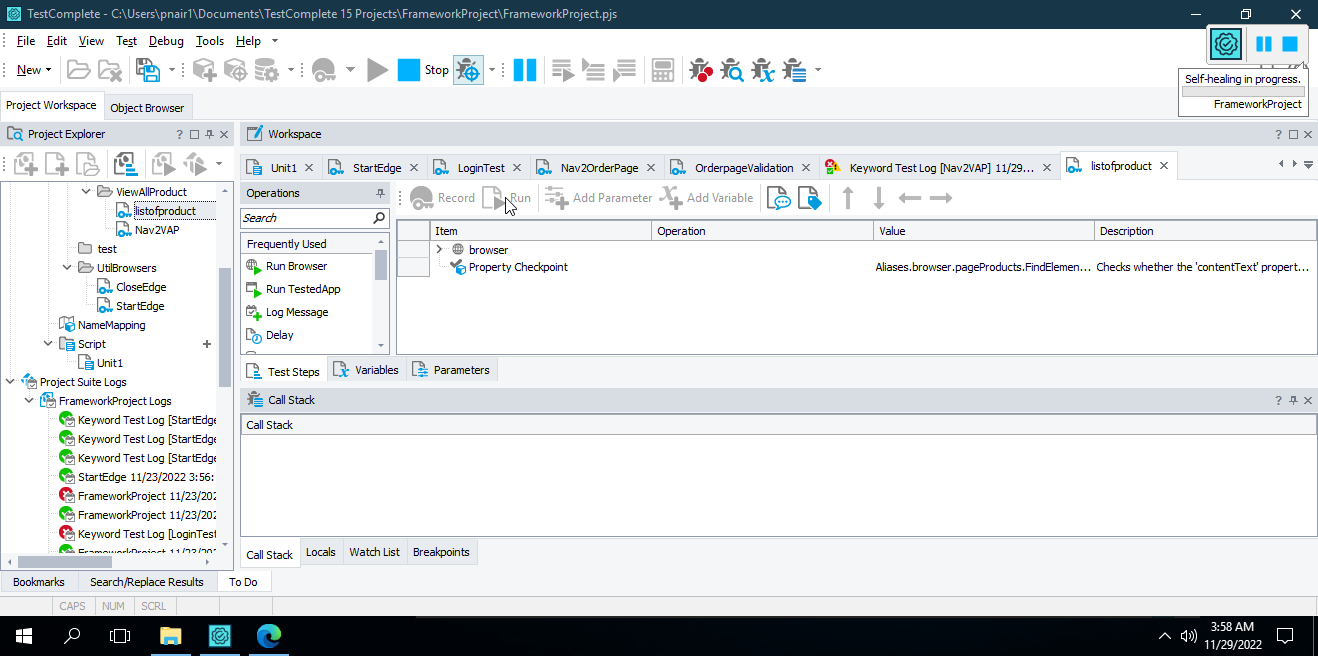 TestComplete - C:\Users\pnair1\Documents\TestComplete 15 Projects\FrameworkProject\FrameworkProject.pjs
File Edit View Test Debug Tools Help
New Stop
Self-healing in progress.
FrameworkProject
Project Workspace Object Browser
Project Explorer ? Workspace ?
Unit1 StartEdge LoginTest Nav2OrderPage OrderpageValidation Keyword Test Log [Nav2VAP] 11/29... listofproduct
ViewAllProduct
listofproduct
Nav2VAP
test
UtilBrowsers
CloseEdge
StartEdge
NameMapping
Script
Unit1
Project Suite Logs
FrameworkProject Logs
Keyword Test Log [StartEdge
Keyword Test Log [StartEdge
Keyword Test Log [StartEdge
StartEdge 11/23/2022 3:56:
FrameworkProject 11/23/202
FrameworkProject 11/23/202
Keyword Test Log [LoginTest
FrameworkProject 11/23/202
Operations
Search
Frequently Used
Run Browser
Run TestedApp
Log Message
Delay
Record Run Add Parameter Add Variable
Item Operation Value Description
browser
Property Checkpoint Aliases.browser.pageProducts.FindElemen... Checks whether the 'contentText' propert...
Test Steps Variables Parameters
Call Stack ?
Call Stack
Call Stack Locals Watch List Breakpoints
Bookmarks Search/Replace Results To Do
CAPS NUM SCRL
3:58 AM
11/29/2022